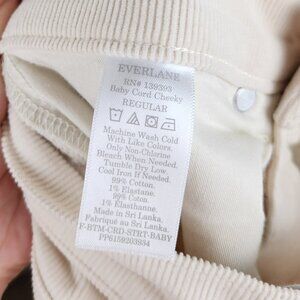 EVERLANE
RN# 139393
Baby Cord Cheeky
REGULAR
Machine Wash Cold
With Like Colors.
Only Non-Chlorine
Bleach When Needed.
Tumble Dry Low
Cool Iron If Needed.
99% Cotton.
1% Elastane.
99% Coton.
1% Elasthanne.
Made in Sri Lanka.
Fabriqué au Sri Lanka.
F-BTM-CRD-STRT-BABY
PP6159203934